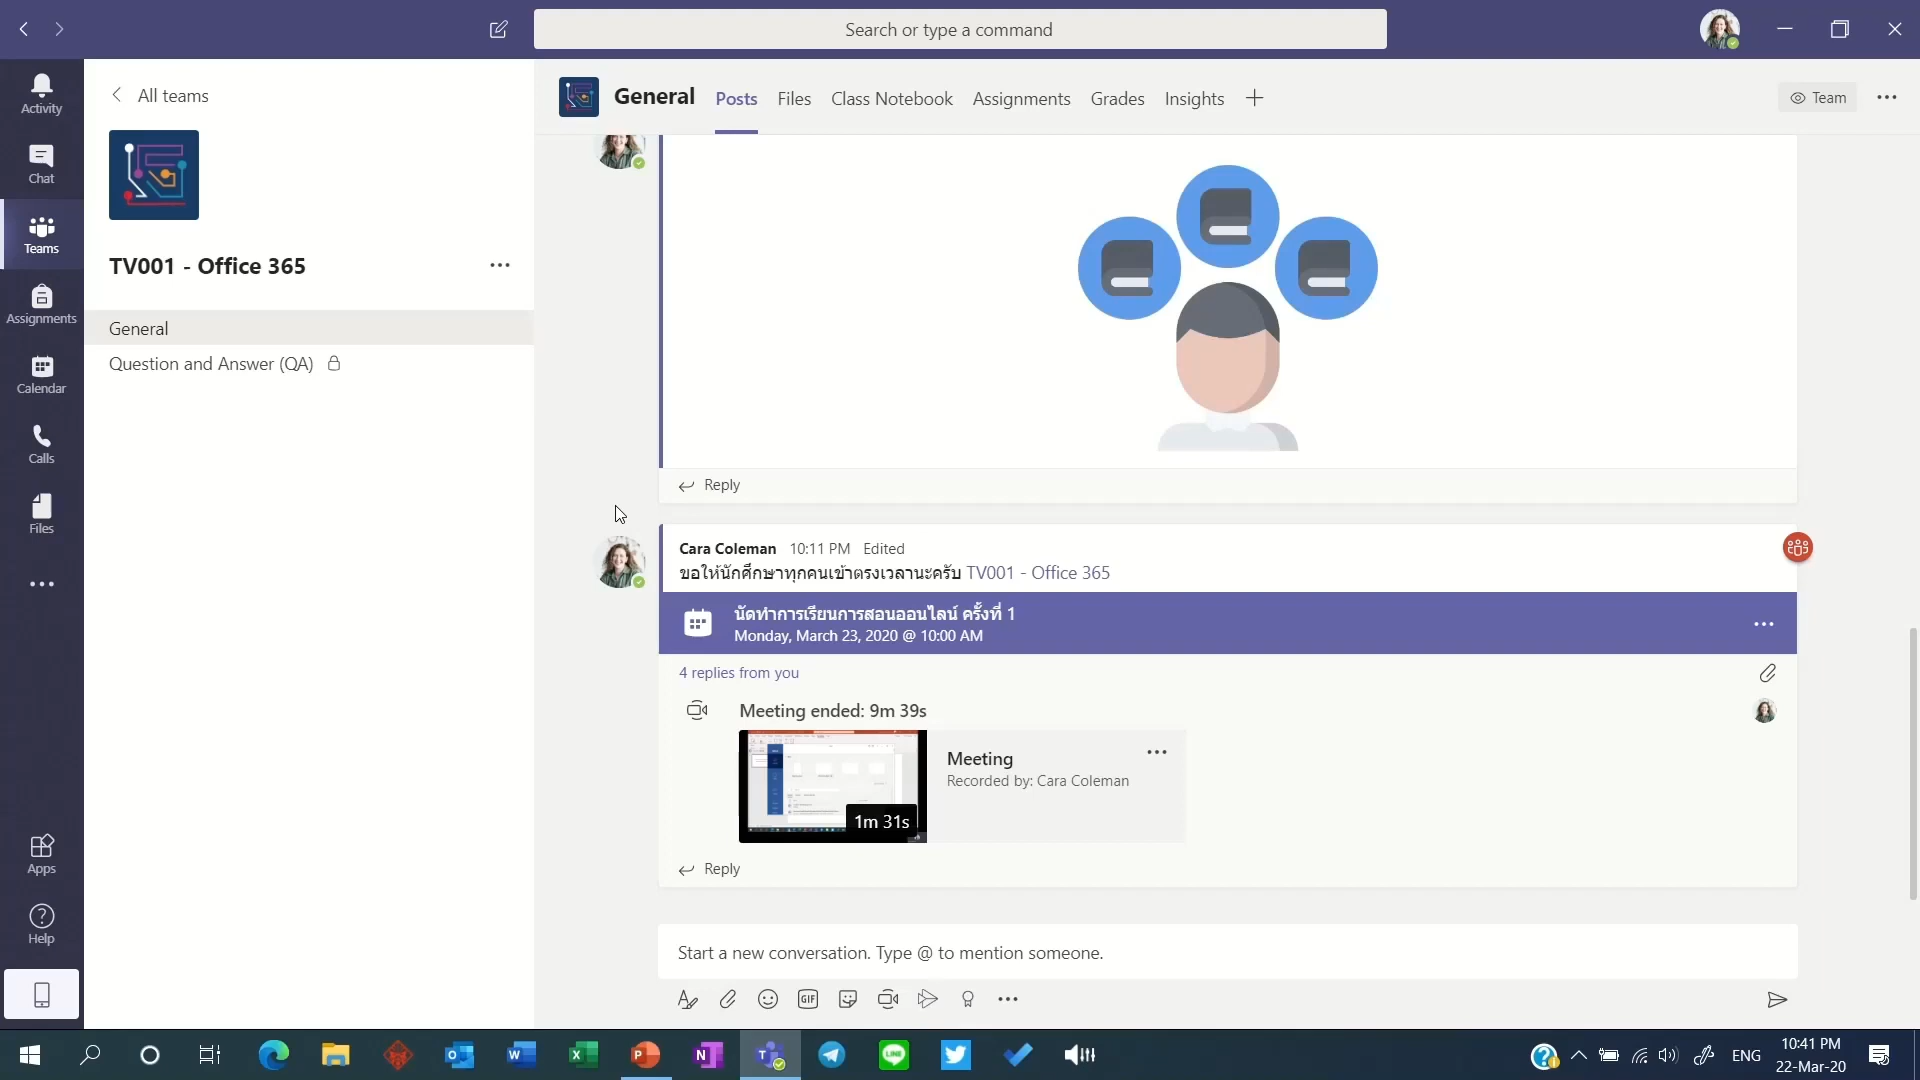 Search or type a command
Activity
Chat
Teams
Assignments
Calendar
Calls
Files
Apps
Help
All teams
TV001 - Office 365
General
Question and Answer (QA)
General Posts Files Class Notebook Assignments Grades Insights
Team
Reply
Cara Coleman 10:11 PM Edited
ขอให้นักศึกษาทุกคนเข้าตรงเวลานะครับ TV001 - Office 365
นัดทำการเรียนการสอนออนไลน์ ครั้งที่ 1
Monday, March 23, 2020 @ 10:00 AM
4 replies from you
Meeting ended: 9m 39s
Meeting
Recorded by: Cara Coleman
1m 31s
Reply
Start a new conversation. Type @ to mention someone.
GIF
LINE
ENG
10:41 PM
22-Mar-20